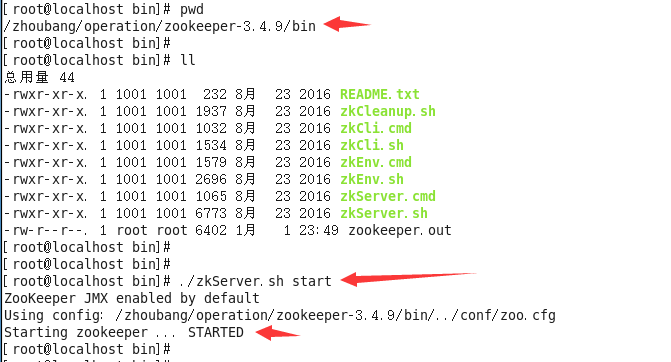 [root@localhost bin]# pwd
/zhoubang/operation/zookeeper-3.4.9/bin
[root@localhost bin]#
[root@localhost bin]# ll
总用量 44
-rwxr-xr-x. 1 1001 1001 232 8月 23 2016 README.txt
-rwxr-xr-x. 1 1001 1001 1937 8月 23 2016 zkCleanup.sh
-rwxr-xr-x. 1 1001 1001 1032 8月 23 2016 zkCli.cmd
-rwxr-xr-x. 1 1001 1001 1534 8月 23 2016 zkCli.sh
-rwxr-xr-x. 1 1001 1001 1579 8月 23 2016 zkEnv.cmd
-rwxr-xr-x. 1 1001 1001 2696 8月 23 2016 zkEnv.sh
-rwxr-xr-x. 1 1001 1001 1065 8月 23 2016 zkServer.cmd
-rwxr-xr-x. 1 1001 1001 6773 8月 23 2016 zkServer.sh
-rw-r--r--. 1 root root 6402 1月 1 23:49 zookeeper.out
[root@localhost bin]#
[root@localhost bin]#
[root@localhost bin]# ./zkServer.sh start
ZooKeeper JMX enabled by default
Using config: /zhoubang/operation/zookeeper-3.4.9/bin/../conf/zoo.cfg
Starting zookeeper ... STARTED
[root@localhost bin]#
[root@localhost bin]#